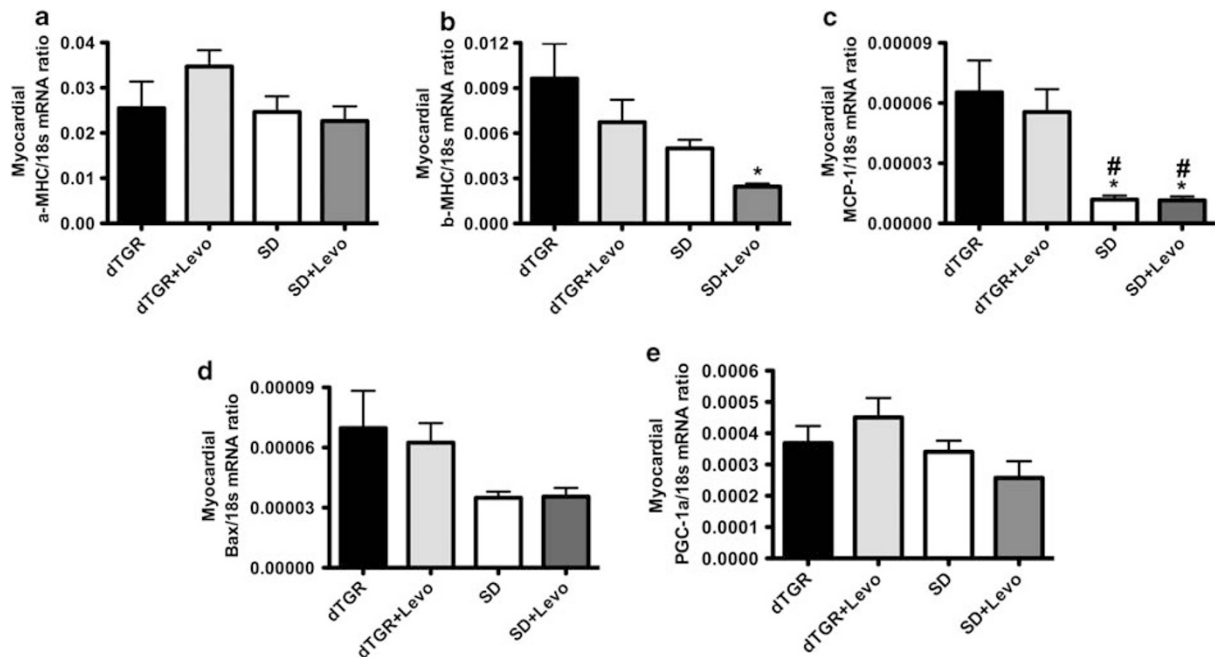 a
Myocardial
a-MHC/18s mRNA ratio
0.04
0.03
0.02
0.01
0.00
dTGR
dTGR+Levo
SD
SD+Levo
b
Myocardial
b-MHC/18s mRNA ratio
0.012
0.009
0.006
0.003
0.000
*
dTGR
dTGR+Levo
SD
SD+Levo
c
Myocardial
MCP-1/18s mRNA ratio
0.00009
0.00006
0.00003
0.00000
#
*
#
*
dTGR
dTGR+Levo
SD
SD+Levo
d
Myocardial
Bax/18s mRNA ratio
0.00009
0.00006
0.00003
0.00000
dTGR
dTGR+Levo
SD
SD+Levo
e
Myocardial
PGC-1a/18s mRNA ratio
0.0006
0.0005
0.0004
0.0003
0.0002
0.0001
0.0000
dTGR
dTGR+Levo
SD
SD+Levo